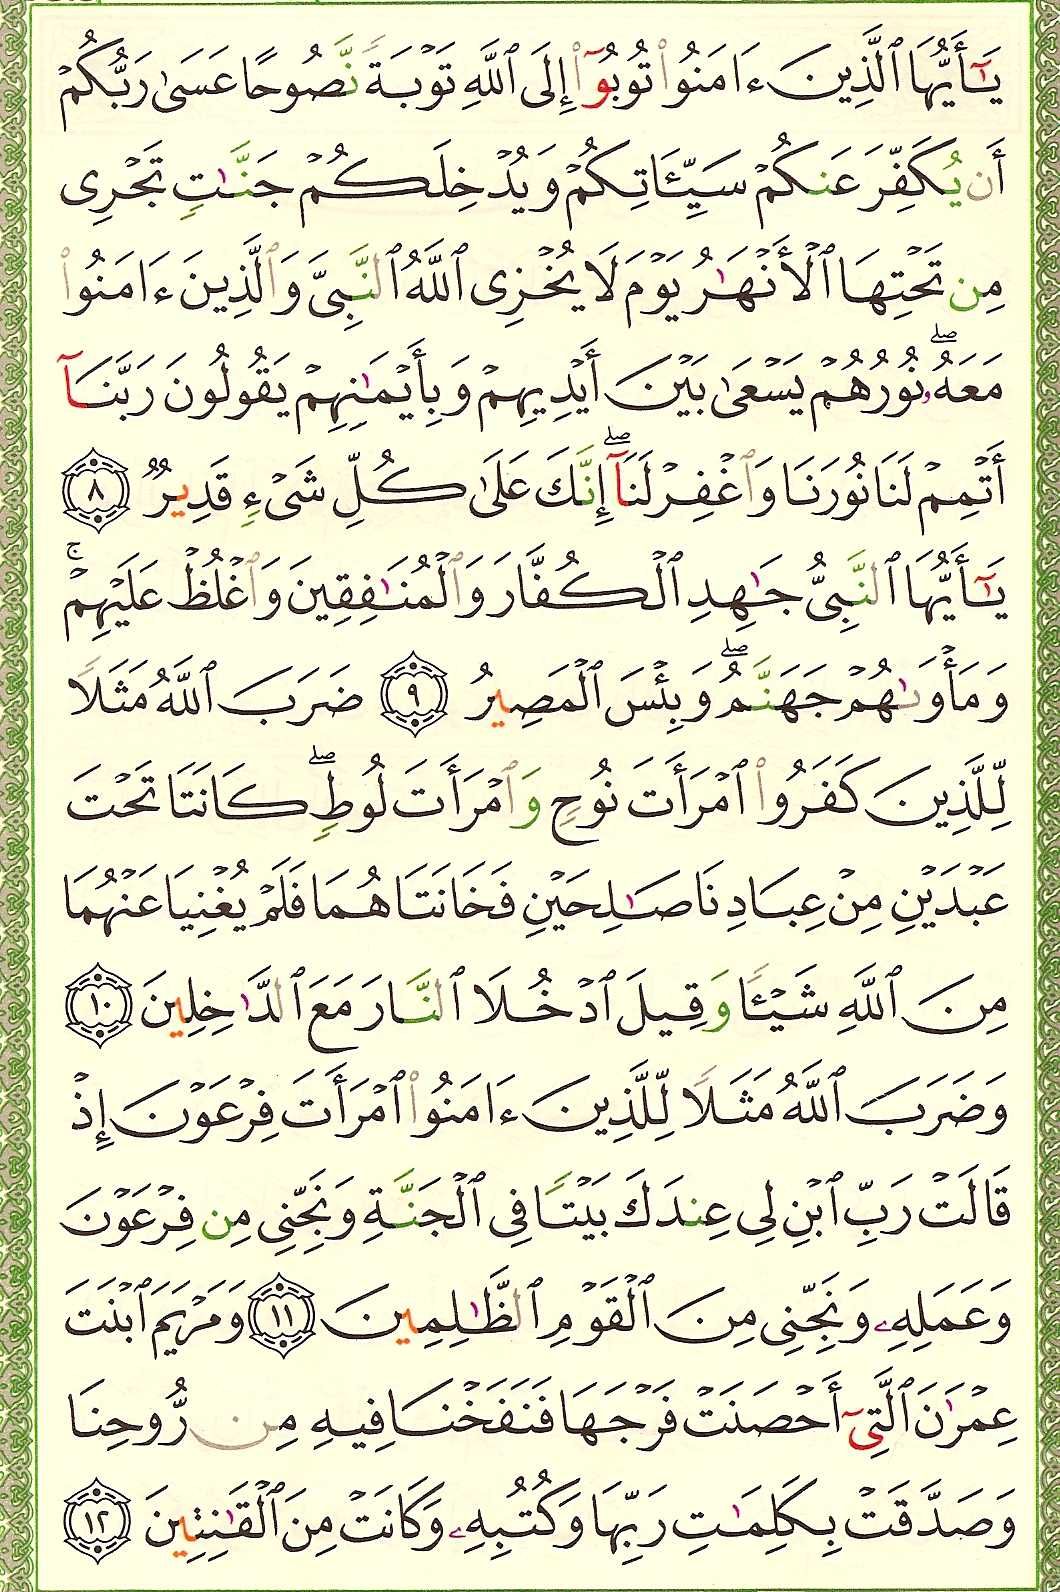 يَـٰٓأَيُّهَا ٱلَّذِينَ ءَامَنُوا۟ تُوبُوٓا۟ إِلَى ٱللَّهِ تَوْبَةً نَّصُوحًا عَسَىٰ رَبُّكُمْ
أَن يُكَفِّرَ عَنكُمْ سَيِّـَٔاتِكُمْ وَيُدْخِلَكُمْ جَنَّـٰتٍ تَجْرِى
مِن تَحْتِهَا ٱلْأَنْهَـٰرُ يَوْمَ لَا يُخْزِى ٱللَّهُ ٱلنَّبِىَّ وَٱلَّذِينَ ءَامَنُوا۟
مَعَهُۥ ۖ نُورُهُمْ يَسْعَىٰ بَيْنَ أَيْدِيهِمْ وَبِأَيْمَـٰنِهِمْ يَقُولُونَ رَبَّنَآ
أَتْمِمْ لَنَا نُورَنَا وَٱغْفِرْ لَنَآ ۖ إِنَّكَ عَلَىٰ كُلِّ شَىْءٍ قَدِيرٌ ٨
يَـٰٓأَيُّهَا ٱلنَّبِىُّ جَـٰهِدِ ٱلْكُفَّارَ وَٱلْمُنَـٰفِقِينَ وَٱغْلُظْ عَلَيْهِمْ ۚ
وَمَأْوَىٰهُمْ جَهَنَّمُ ۖ وَبِئْسَ ٱلْمَصِيرُ ٩ ضَرَبَ ٱللَّهُ مَثَلًا
لِّلَّذِينَ كَفَرُوا۟ ٱمْرَأَتَ نُوحٍ وَٱمْرَأَتَ لُوطٍ ۖ كَانَتَا تَحْتَ
عَبْدَيْنِ مِنْ عِبَادِنَا صَـٰلِحَيْنِ فَخَانَتَاهُمَا فَلَمْ يُغْنِيَا عَنْهُمَا
مِنَ ٱللَّهِ شَيْـًٔا وَقِيلَ ٱدْخُلَا ٱلنَّارَ مَعَ ٱلدَّٰخِلِينَ ١٠
وَضَرَبَ ٱللَّهُ مَثَلًا لِّلَّذِينَ ءَامَنُوا۟ ٱمْرَأَتَ فِرْعَوْنَ إِذْ
قَالَتْ رَبِّ ٱبْنِ لِى عِندَكَ بَيْتًا فِى ٱلْجَنَّةِ وَنَجِّنِى مِن فِرْعَوْنَ
وَعَمَلِهِۦ وَنَجِّنِى مِنَ ٱلْقَوْمِ ٱلظَّـٰلِمِينَ ١١ وَمَرْيَمَ ٱبْنَتَ
عِمْرَٰنَ ٱلَّتِىٓ أَحْصَنَتْ فَرْجَهَا فَنَفَخْنَا فِيهِ مِن رُّوحِنَا
وَصَدَّقَتْ بِكَلِمَـٰتِ رَبِّهَا وَكُتُبِهِۦ وَكَانَتْ مِنَ ٱلْقَـٰنِتِينَ ١٢